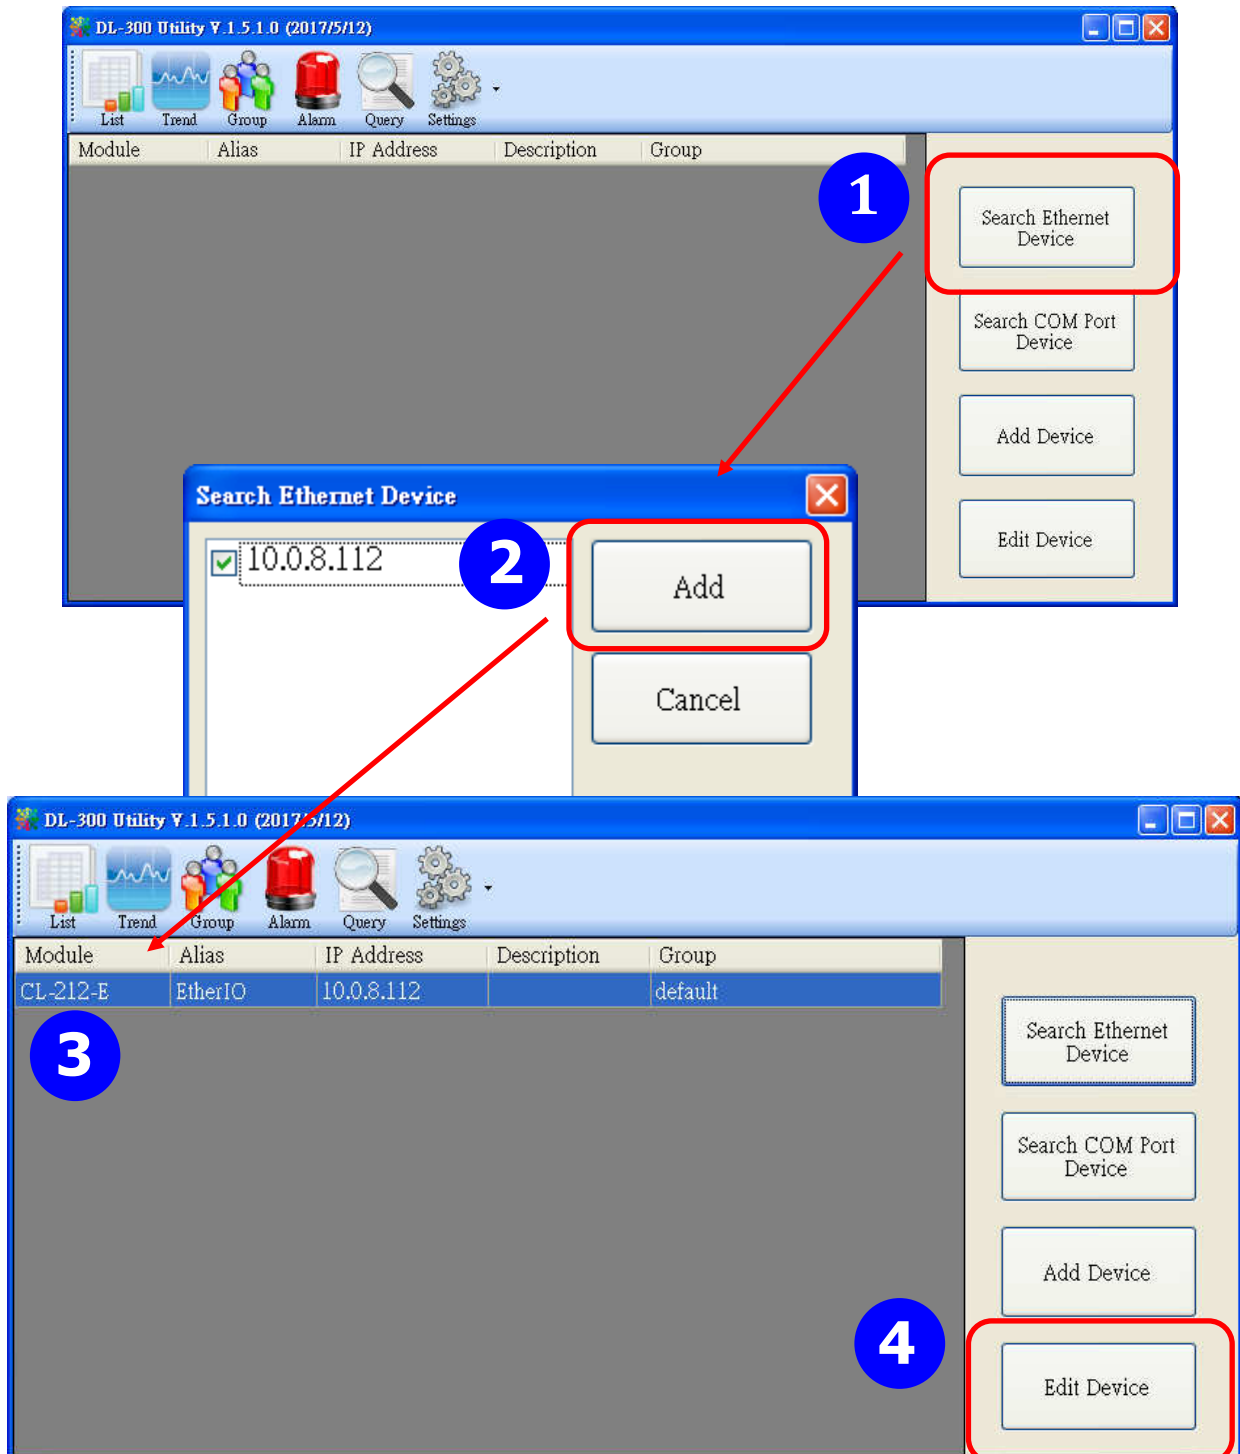 DL-300 Utility V.1.5.1.0 (2017/5/12)
List Trend Group Alarm Query Settings
Module Alias IP Address Description Group
1
Search Ethernet
Device
Search COM Port
Device
Add Device
Edit Device
Search Ethernet Device
10.0.8.112
2
Add
Cancel
DL-300 Utility V.1.5.1.0 (2017/5/12)
List Trend Group Alarm Query Settings
Module Alias IP Address Description Group
CL-212-E EtherIO 10.0.8.112 default
3
Search Ethernet
Device
Search COM Port
Device
Add Device
4
Edit Device